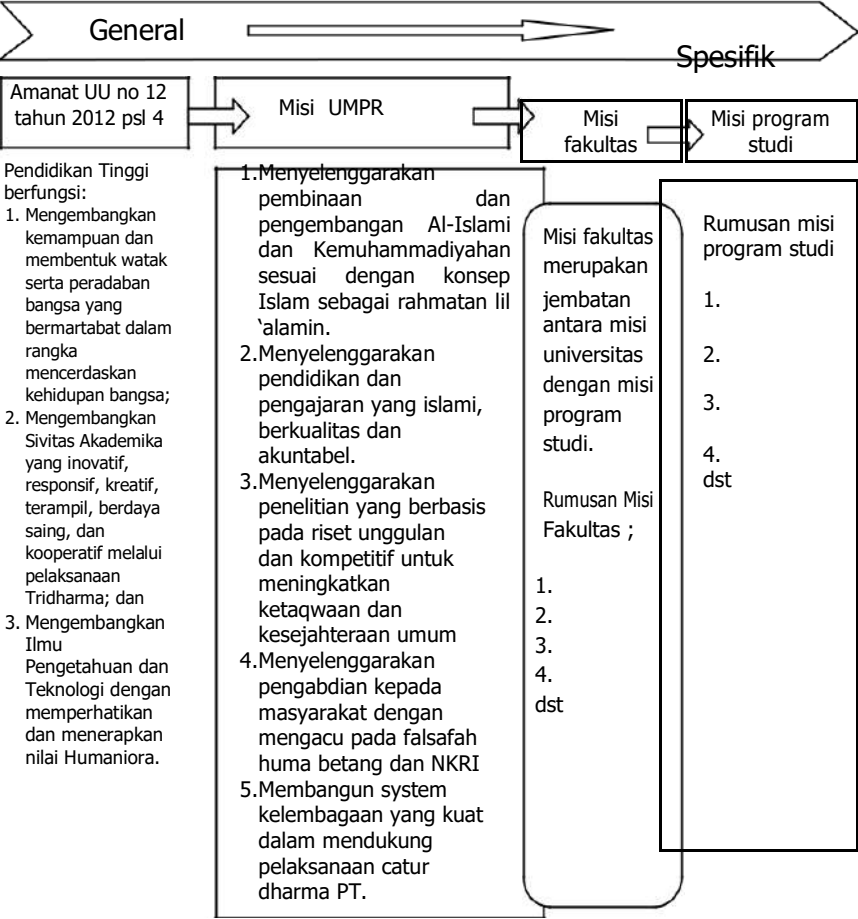 General
Spesifik
Amanat UU no 12
tahun 2012 psl 4
Misi UMPR
Misi
fakultas
Misi program
studi
Pendidikan Tinggi
berfungsi:
1. Mengembangkan
kemampuan dan
membentuk watak
serta peradaban
bangsa yang
bermartabat dalam
rangka
mencerdaskan
kehidupan bangsa;
2. Mengembangkan
Sivitas Akademika
yang inovatif,
responsif, kreatif,
terampil, berdaya
saing, dan
kooperatif melalui
pelaksanaan
Tridharma; dan
3. Mengembangkan
Ilmu
Pengetahuan dan
Teknologi dengan
memperhatikan
dan menerapkan
nilai Humaniora.
1.Menyelenggarakan
pembinaan dan
pengembangan Al-Islami
dan Kemuhammadiyahan
sesuai dengan konsep
Islam sebagai rahmatan lil
‘alamin.
2.Menyelenggarakan
pendidikan dan
pengajaran yang islami,
berkualitas dan
akuntabel.
3.Menyelenggarakan
penelitian yang berbasis
pada riset unggulan
dan kompetitif untuk
meningkatkan
ketaqwaan dan
kesejahteraan umum
4.Menyelenggarakan
pengabdian kepada
masyarakat dengan
mengacu pada falsafah
huma betang dan NKRI
5.Membangun system
kelembagaan yang kuat
dalam mendukung
pelaksanaan catur
dharma PT.
Misi fakultas
merupakan
jembatan
antara misi
universitas
dengan misi
program
studi.
Rumusan Misi
Fakultas ;
1.
2.
3.
4.
dst
Rumusan misi
program studi
1.
2.
3.
4.
dst